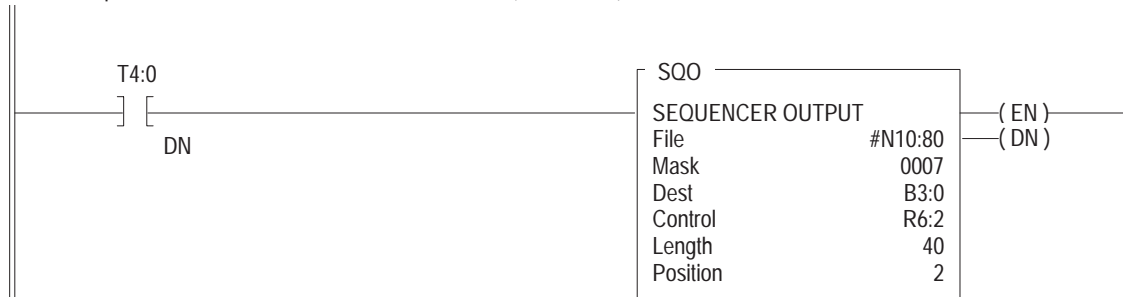 T4:0
DN
SQO
SEQUENCER OUTPUT
File #N10:80
Mask 0007
Dest B3:0
Control R6:2
Length 40
Position 2
EN
DN